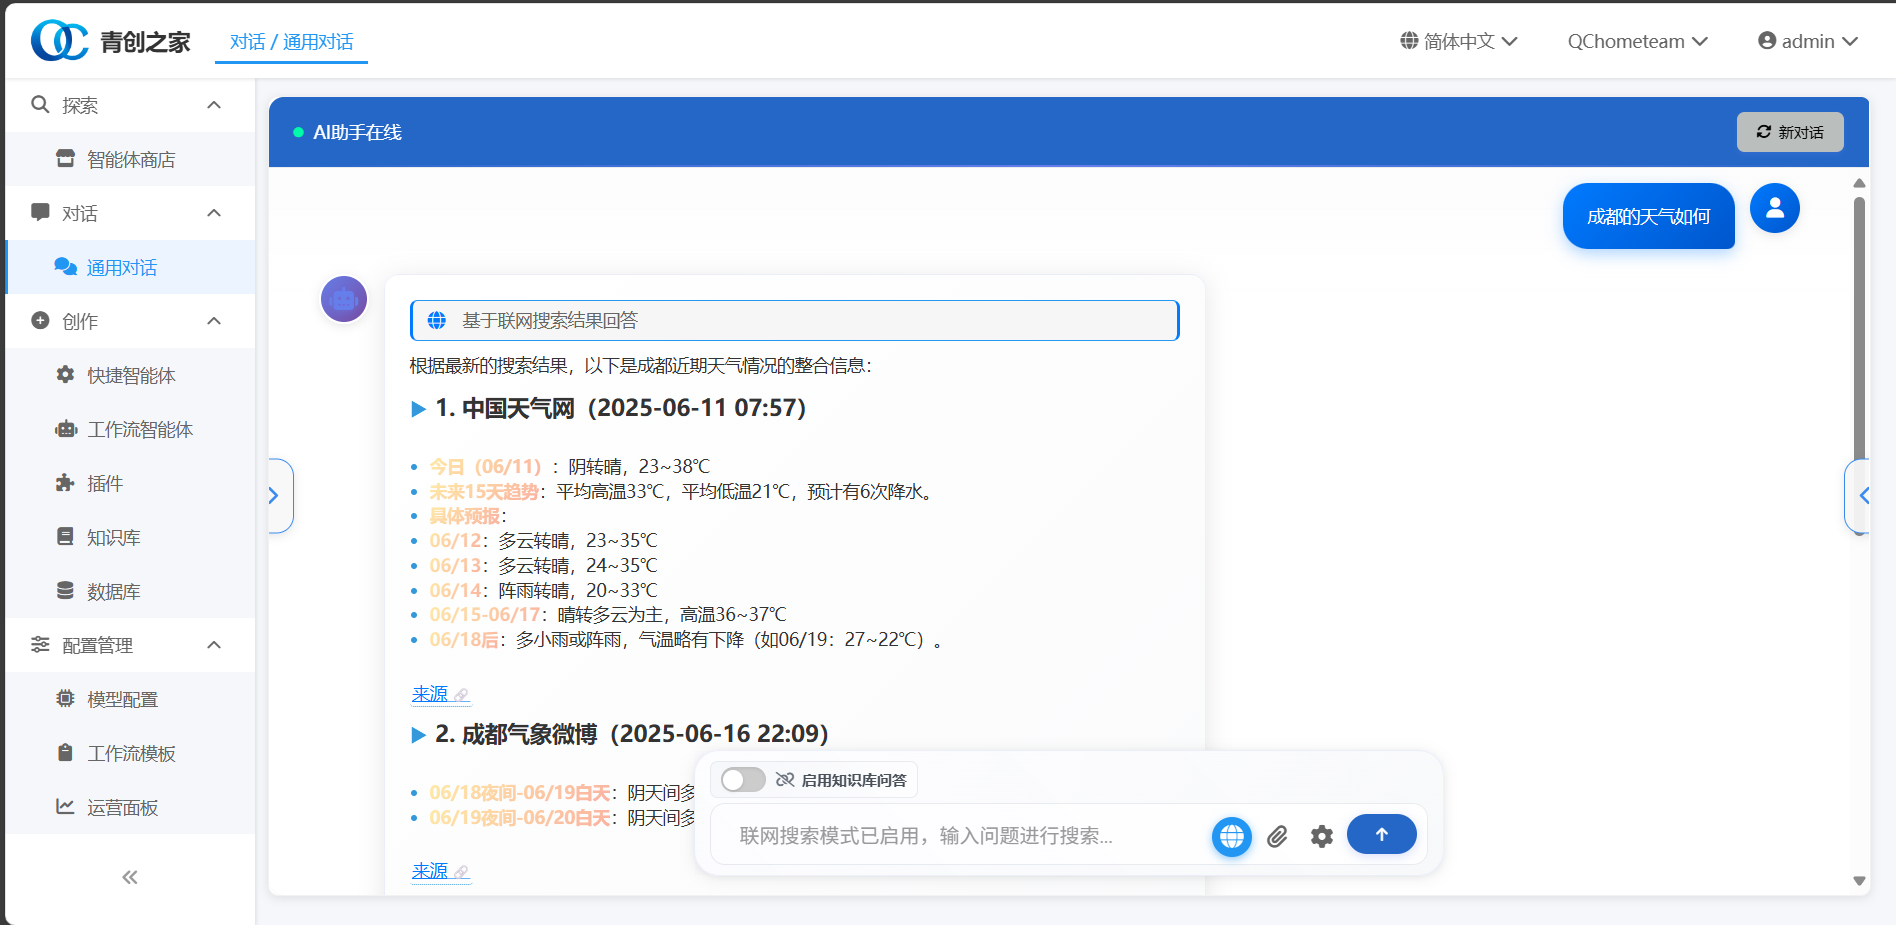 青创之家
对话 / 通用对话
简体中文
QChometeam
admin
探索
智能体商店
对话
通用对话
创作
快捷智能体
工作流智能体
插件
知识库
数据库
配置管理
模型配置
工作流模板
运营面板
AI助手在线
新对话
成都的天气如何
基于联网搜索结果回答
根据最新的搜索结果，以下是成都近期天气情况的整合信息：
1. 中国天气网（2025-06-11 07:57）
今日（06/11）：阴转晴，23~38℃
未来15天趋势：平均高温33℃，平均低温21℃，预计有6次降水。
具体预报：
06/12：多云转晴，23~35℃
06/13：多云转晴，24~35℃
06/14：阵雨转晴，20~33℃
06/15-06/17：晴转多云为主，高温36~37℃
06/18后：多小雨或阵雨，气温略有下降（如06/19：27~22℃）。
来源
2. 成都气象微博（2025-06-16 22:09）
06/18夜间-06/19白天：阴天间多
06/19夜间-06/20白天：阴天间多
来源
启用知识库问答
联网搜索模式已启用，输入问题进行搜索...